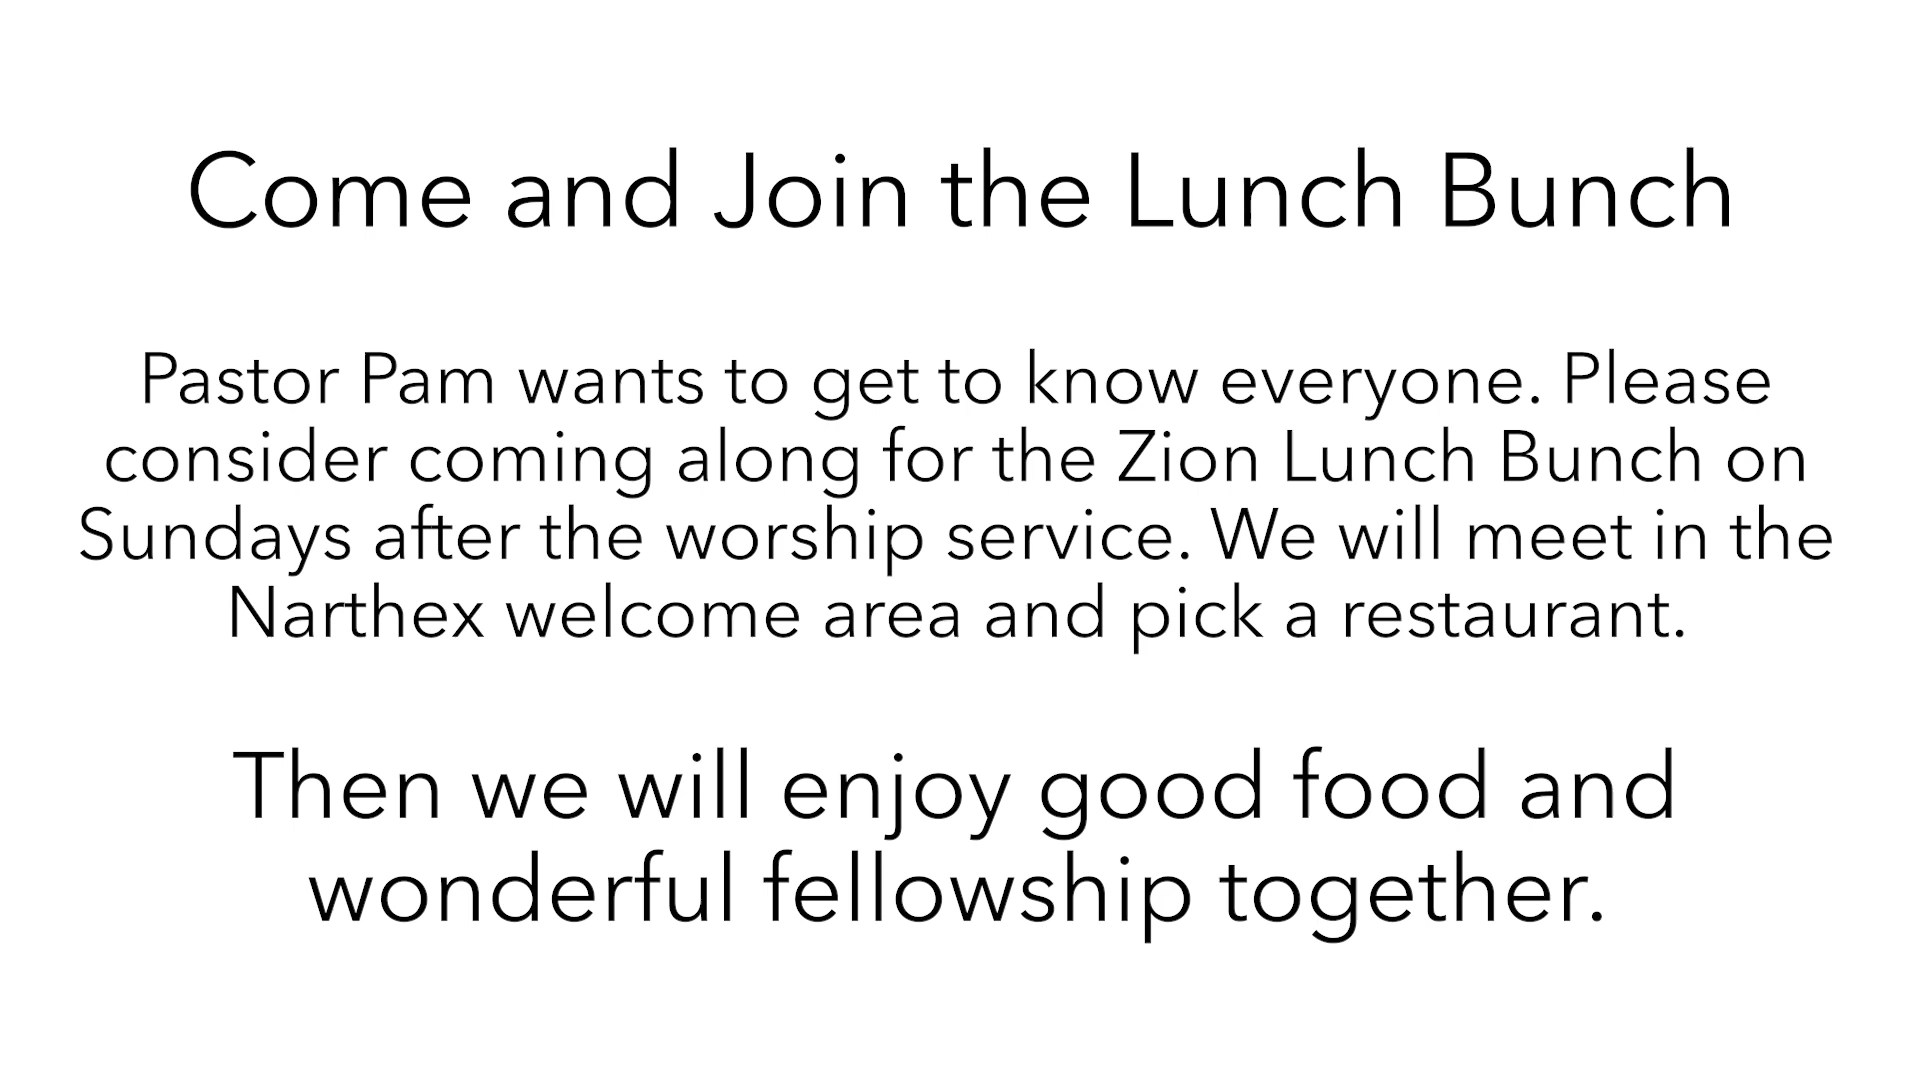 Come and Join the Lunch Bunch
Pastor Pam wants to get to know everyone. Please
consider coming along for the Zion Lunch Bunch on
Sundays after the worship service. We will meet in the
Narthex welcome area and pick a restaurant.
Then we will enjoy good food and
wonderful fellowship together.